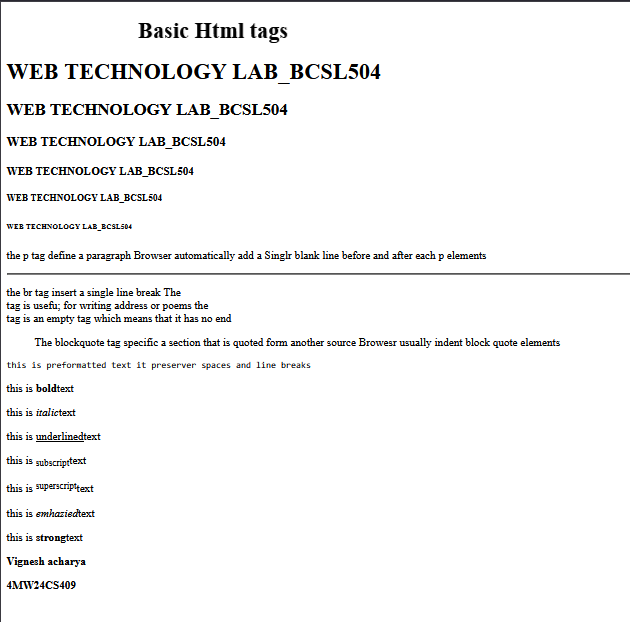 Basic Html tags
WEB TECHNOLOGY LAB_BCSL504
WEB TECHNOLOGY LAB_BCSL504
WEB TECHNOLOGY LAB_BCSL504
WEB TECHNOLOGY LAB_BCSL504
WEB TECHNOLOGY LAB_BCSL504
WEB TECHNOLOGY LAB_BCSL504
the p tag define a paragraph Browser automatically add a Singlr blank line before and after each p elements
the br tag insert a single line break The
tag is usefu; for writing address or poems the
tag is an empty tag which means that it has no end
The blockquote tag specific a section that is quoted form another source Browesr usually indent block quote elements
this is preformatted text it preserver spaces and line breaks
this is boldtext
this is italictext
this is underlinedtext
this is subscripttext
this is superscripttext
this is emhaziedtext
this is strongtext
Vignesh acharya
4MW24CS409